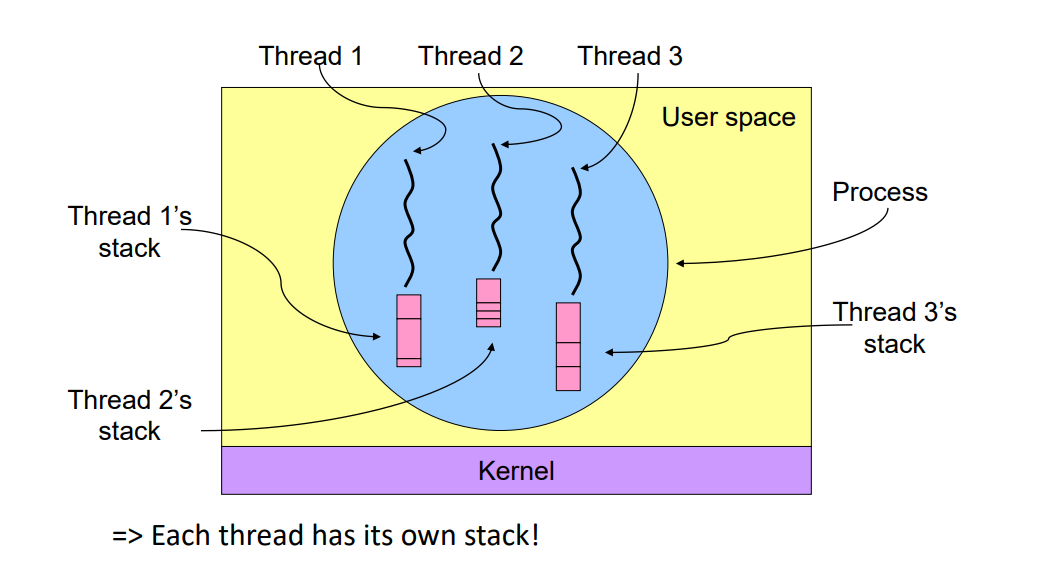 Thread 1
Thread 2
Thread 3
User space
Process
Thread 1’s
stack
Thread 3’s
stack
Thread 2’s
stack
Kernel
=> Each thread has its own stack!